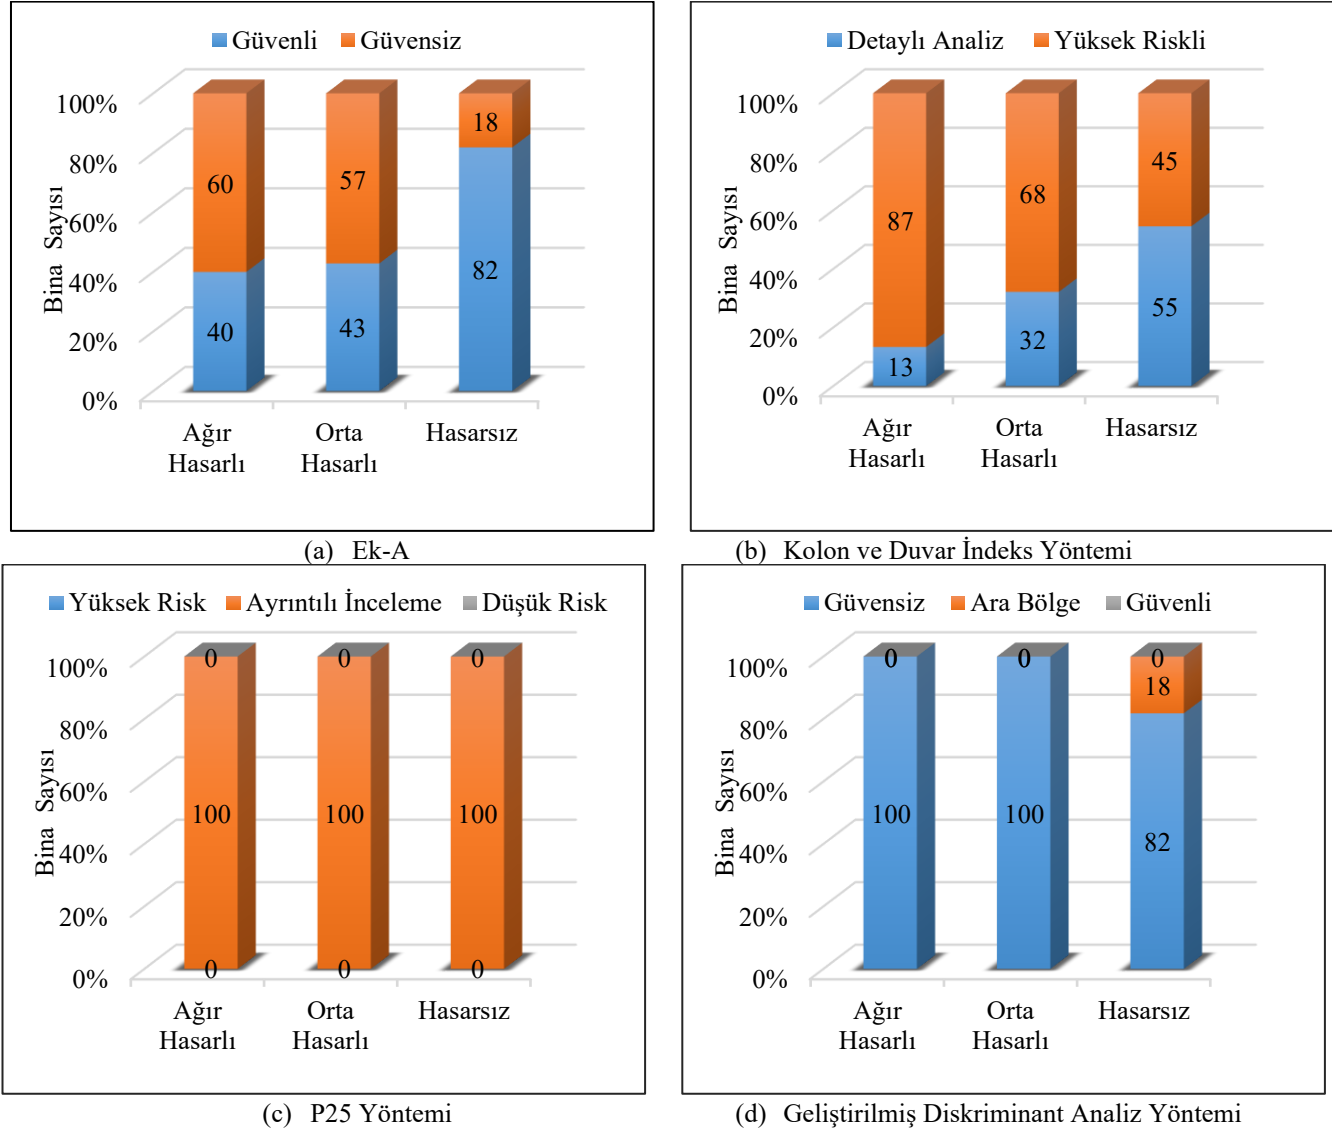 Güvenli Güvensiz
100%
80%
60%
40%
20%
0%
Bina Sayısı
60
57
18
40
43
82
Ağır
Hasarlı
Orta
Hasarlı
Hasarsız
(a) Ek-A
Detaylı Analiz Yüksek Riskli
100%
80%
60%
40%
20%
0%
Bina Sayısı
87
68
45
13
32
55
Ağır
Hasarlı
Orta
Hasarlı
Hasarsız
(b) Kolon ve Duvar İndeks Yöntemi
Yüksek Risk Ayrıntılı İnceleme Düşük Risk
100%
80%
60%
40%
20%
0%
Bina Sayısı
0 0 0
100 100 100
0 0 0
Ağır
Hasarlı
Orta
Hasarlı
Hasarsız
(c) P25 Yöntemi
Güvensiz Ara Bölge Güvenli
100%
80%
60%
40%
20%
0%
Bina Sayısı
0 0 0
18
100 100 82
Ağır
Hasarlı
Orta
Hasarlı
Hasarsız
(d) Geliştirilmiş Diskriminant Analiz Yöntemi